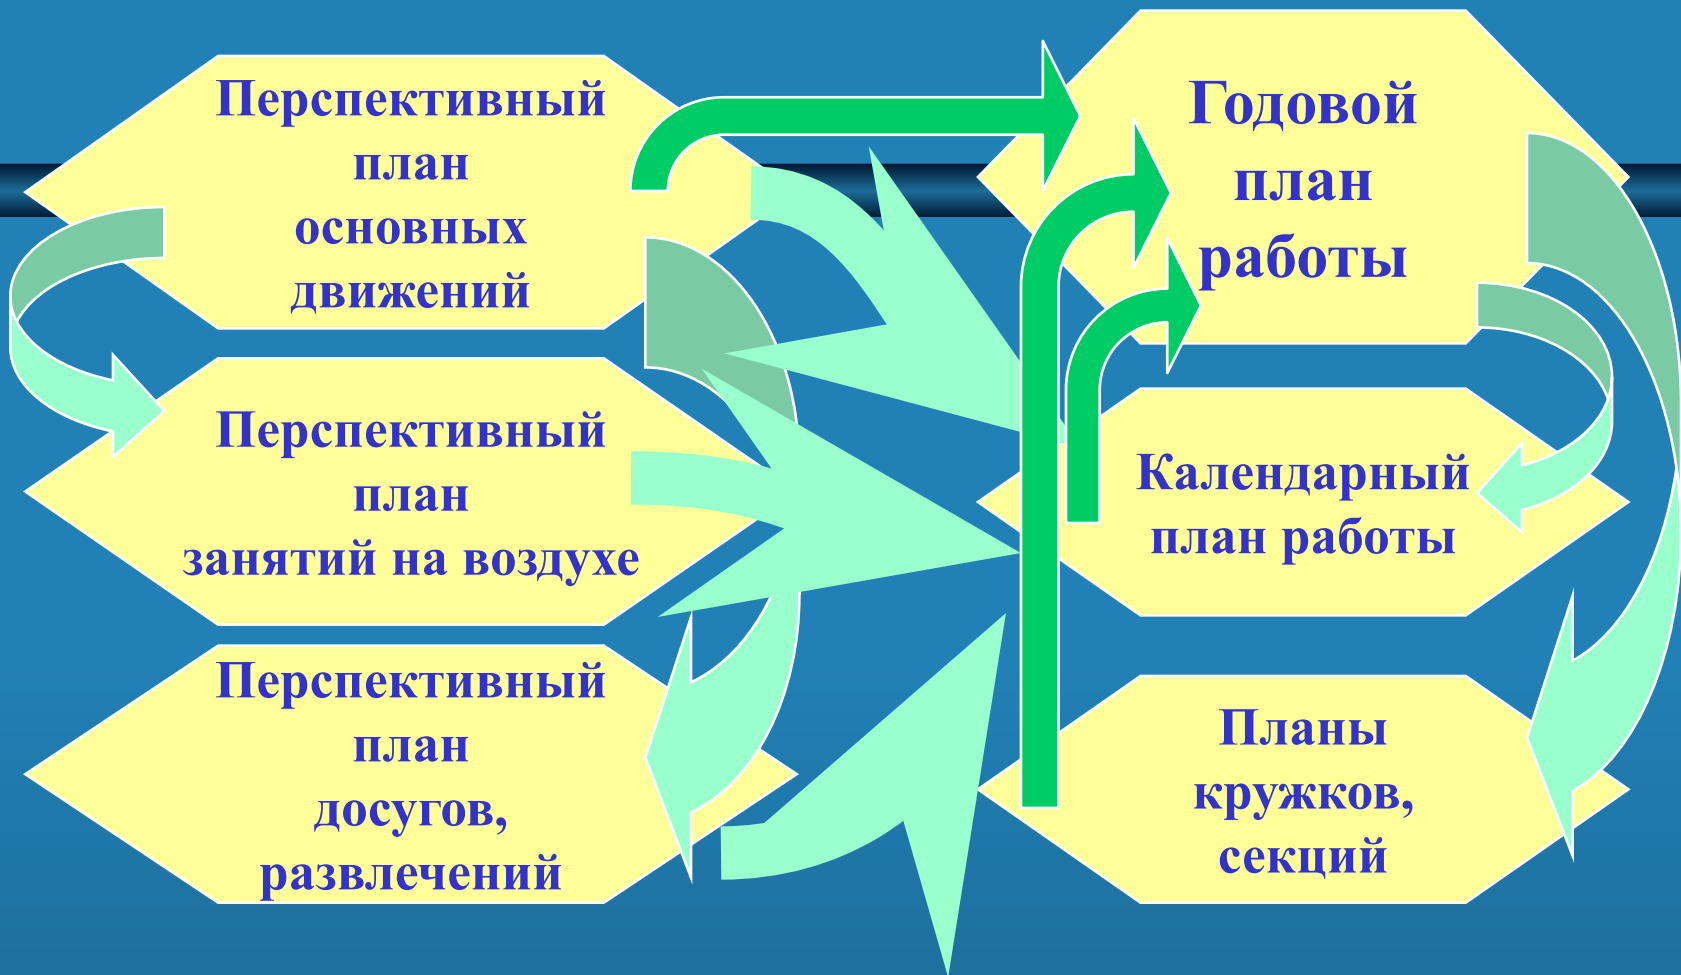 Перспективный
план
основных
движений
Перспективный
план
занятий на воздухе
Перспективный
план
досугов,
развлечений
Годовой
план
работы
Календарный
план работы
Планы
кружков,
секций